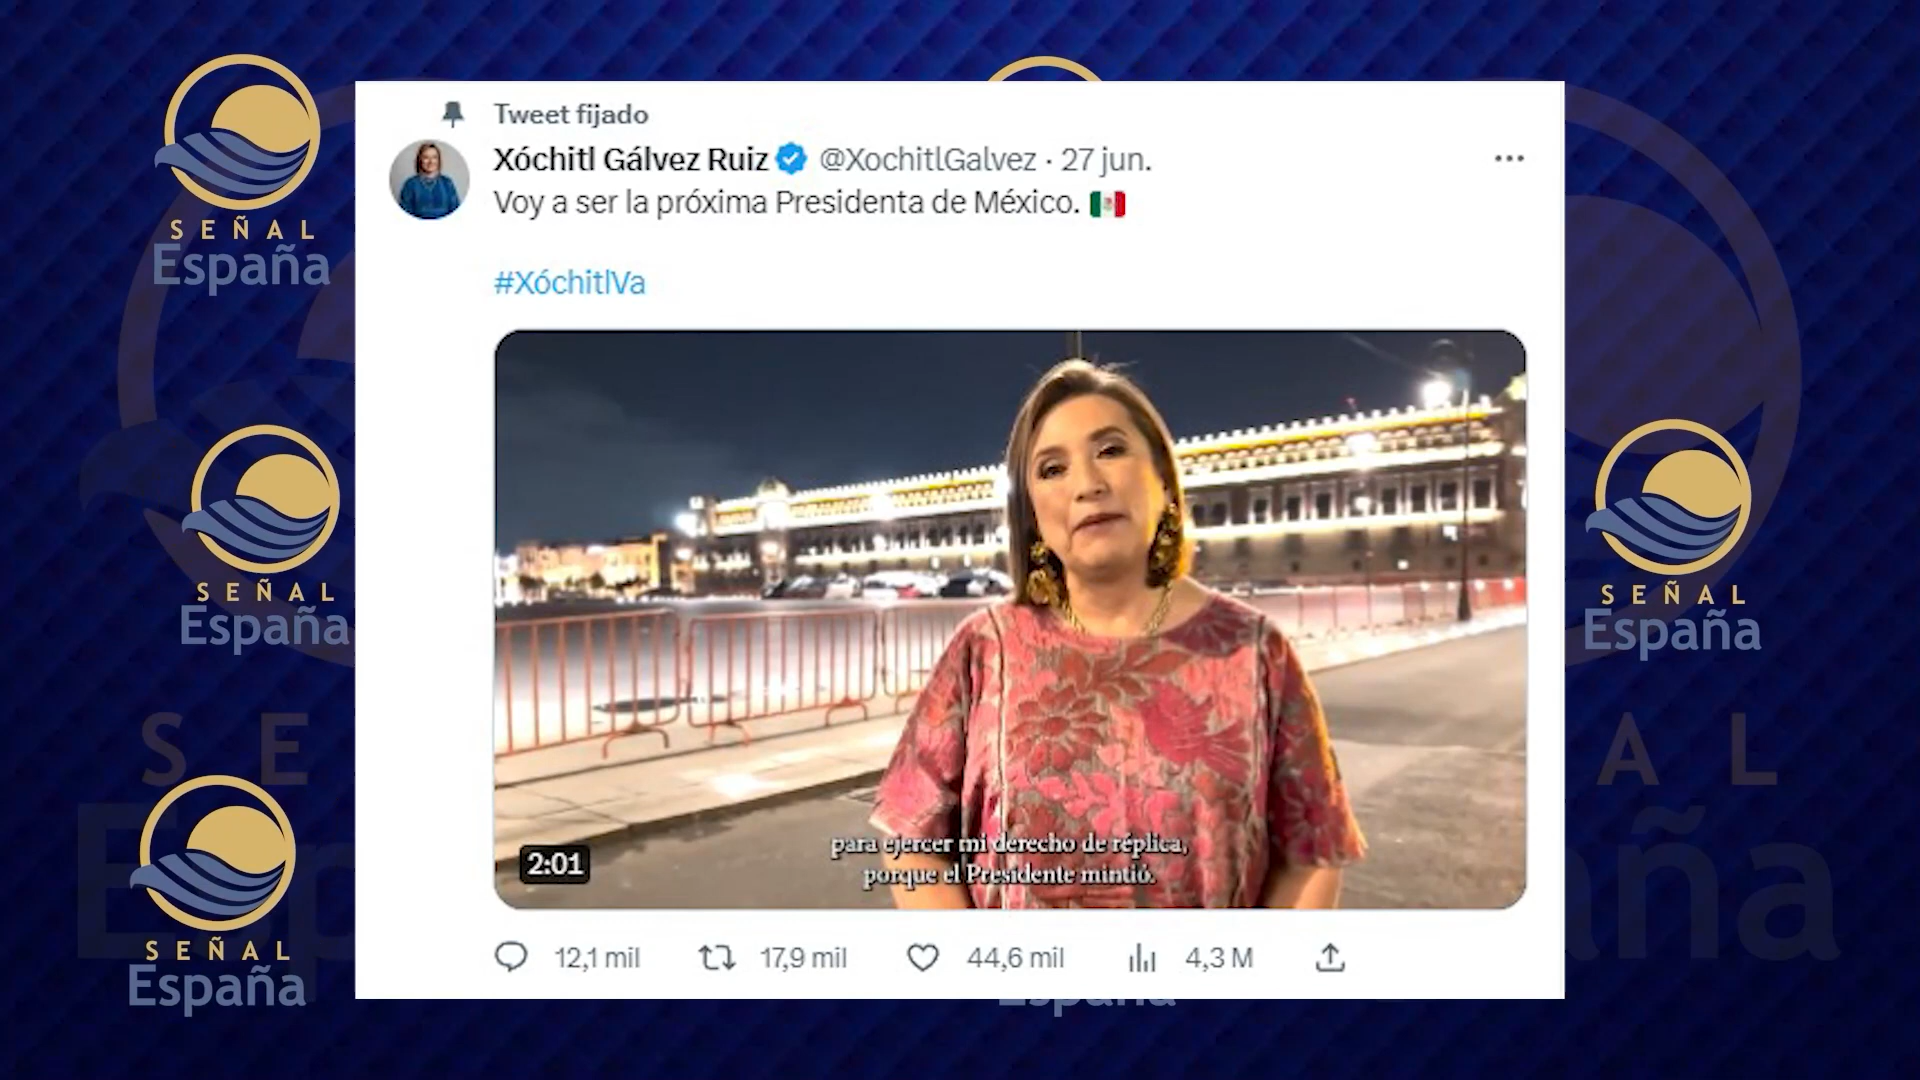 SEÑAL
España
SEÑAL
España
SEÑAL
España
Tweet fijado
Xóchitl Gálvez Ruiz @XochitlGalvez · 27 jun.
Voy a ser la próxima Presidenta de México.
#XóchitlVa
para ejercer mi derecho de réplica,
porque el Presidente mintió.
2:01
12,1 mil 17,9 mil 44,6 mil 4,3 M
SEÑAL
España
España